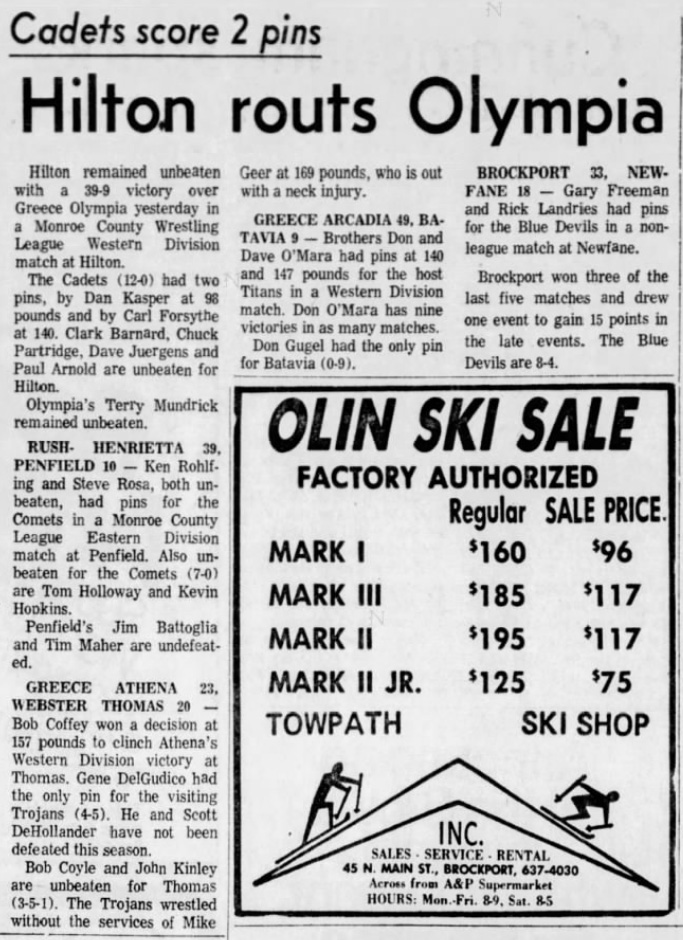 Cadets score 2 pins
Hilton routs Olympia
Hilton remained unbeaten
with a 39-9 victory over
Greece Olympia yesterday in
a Monroe County Wrestling
League Western Division
match at Hilton.
The Cadets (12-0) had two
pins, by Dan Kasper at 98
pounds and by Carl Forsythe
at 140. Clark Barnard, Chuck
Partridge, Dave Juergens and
Paul Arnold are unbeaten for
Hilton.
Olympia's Terry Mundrick
remained unbeaten.
RUSH- HENRIETTA 39,
PENFIELD 10 — Ken Rohlf-
ing and Steve Rosa, both un-
beaten, had pins for the
Comets in a Monroe County
League Eastern Division
match at Penfield. Also un-
beaten for the Comets (7-0)
are Tom Holloway and Kevin
Hopkins.
Penfield's Jim Battoglia
and Tim Maher are undefeat-
ed.
GREECE ATHENA 23,
WEBSTER THOMAS 20 —
Bob Coffey won a decision at
157 pounds to clinch Athena's
Western Division victory at
Thomas. Gene DelGudico had
the only pin for the visiting
Trojans (4-5). He and Scott
DeHollander have not been
defeated this season.
Bob Coyle and John Kinley
are unbeaten for Thomas
(3-5-1). The Trojans wrestled
without the services of Mike
Geer at 169 pounds, who is out
with a neck injury.
GREECE ARCADIA 49, BA-
TAVIA 9 — Brothers Don and
Dave O'Mara had pins at 140
and 147 pounds for the host
Titans in a Western Division
match. Don O'Mara has nine
victories in as many matches.
Don Gugel had the only pin
for Batavia (0-9).
BROCKPORT 33, NEW-
FANE 18 — Gary Freeman
and Rick Landries had pins
for the Blue Devils in a non-
league match at Newfane.
Brockport won three of the
last five matches and drew
one event to gain 15 points in
the late events. The Blue
Devils are 8-4.
OLIN SKI SALE
FACTORY AUTHORIZED
Regular SALE PRICE.
MARK I $160 $96
MARK III $185 $117
MARK II $195 $117
MARK II JR. $125 $75
TOWPATH SKI SHOP
INC.
SALES - SERVICE - RENTAL
45 N. MAIN ST., BROCKPORT, 637-4030
Across from A&P Supermarket
HOURS: Mon.-Fri. 8-9, Sat. 8-5